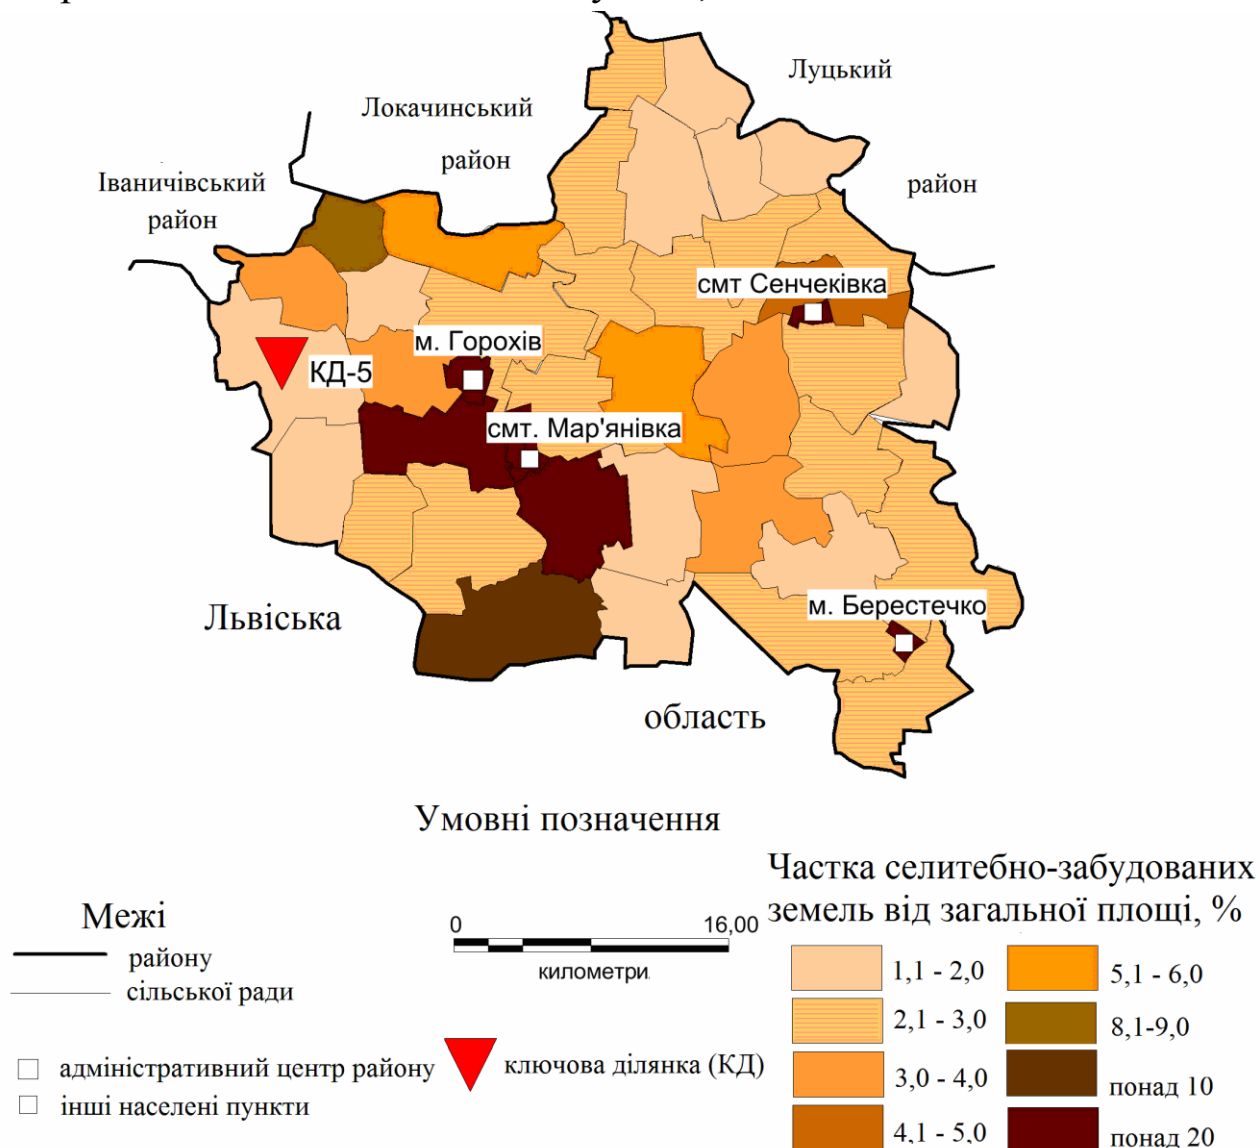 Луцький
Локачинський
район
Іваничівський
район
район
смт Сенчеківка
м. Горохів
КД-5
смт. Мар'янівка
м. Берестечко
Львіська
область
Умовні позначення
Частка селитебно-забудованих
земель від загальної площі, %
Межі
району
сільської ради
0 16,00
километри
1,1 - 2,0
5,1 - 6,0
2,1 - 3,0
8,1-9,0
3,0 - 4,0
понад 10
4,1 - 5,0
понад 20
адміністративний центр району
ключова ділянка (КД)
інші населені пункти